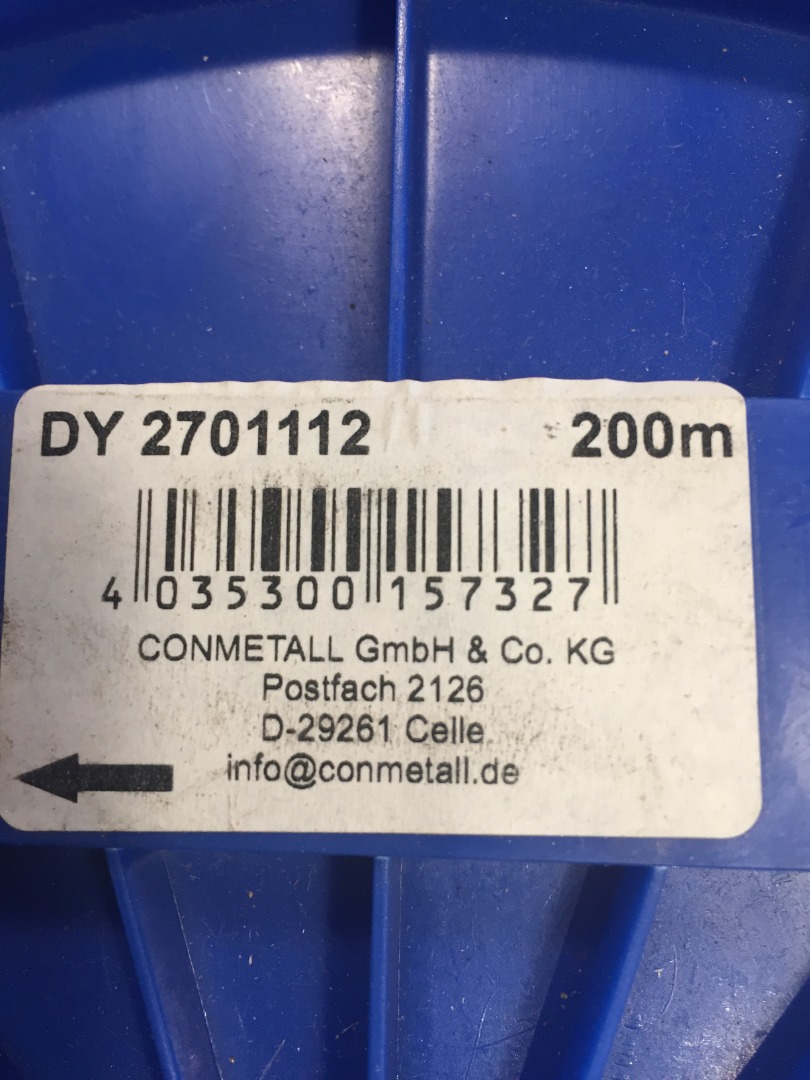 DY 2701112 200m
4 035300 157327
CONMETALL GmbH & Co. KG
Postfach 2126
D-29261 Celle
info@conmetall.de